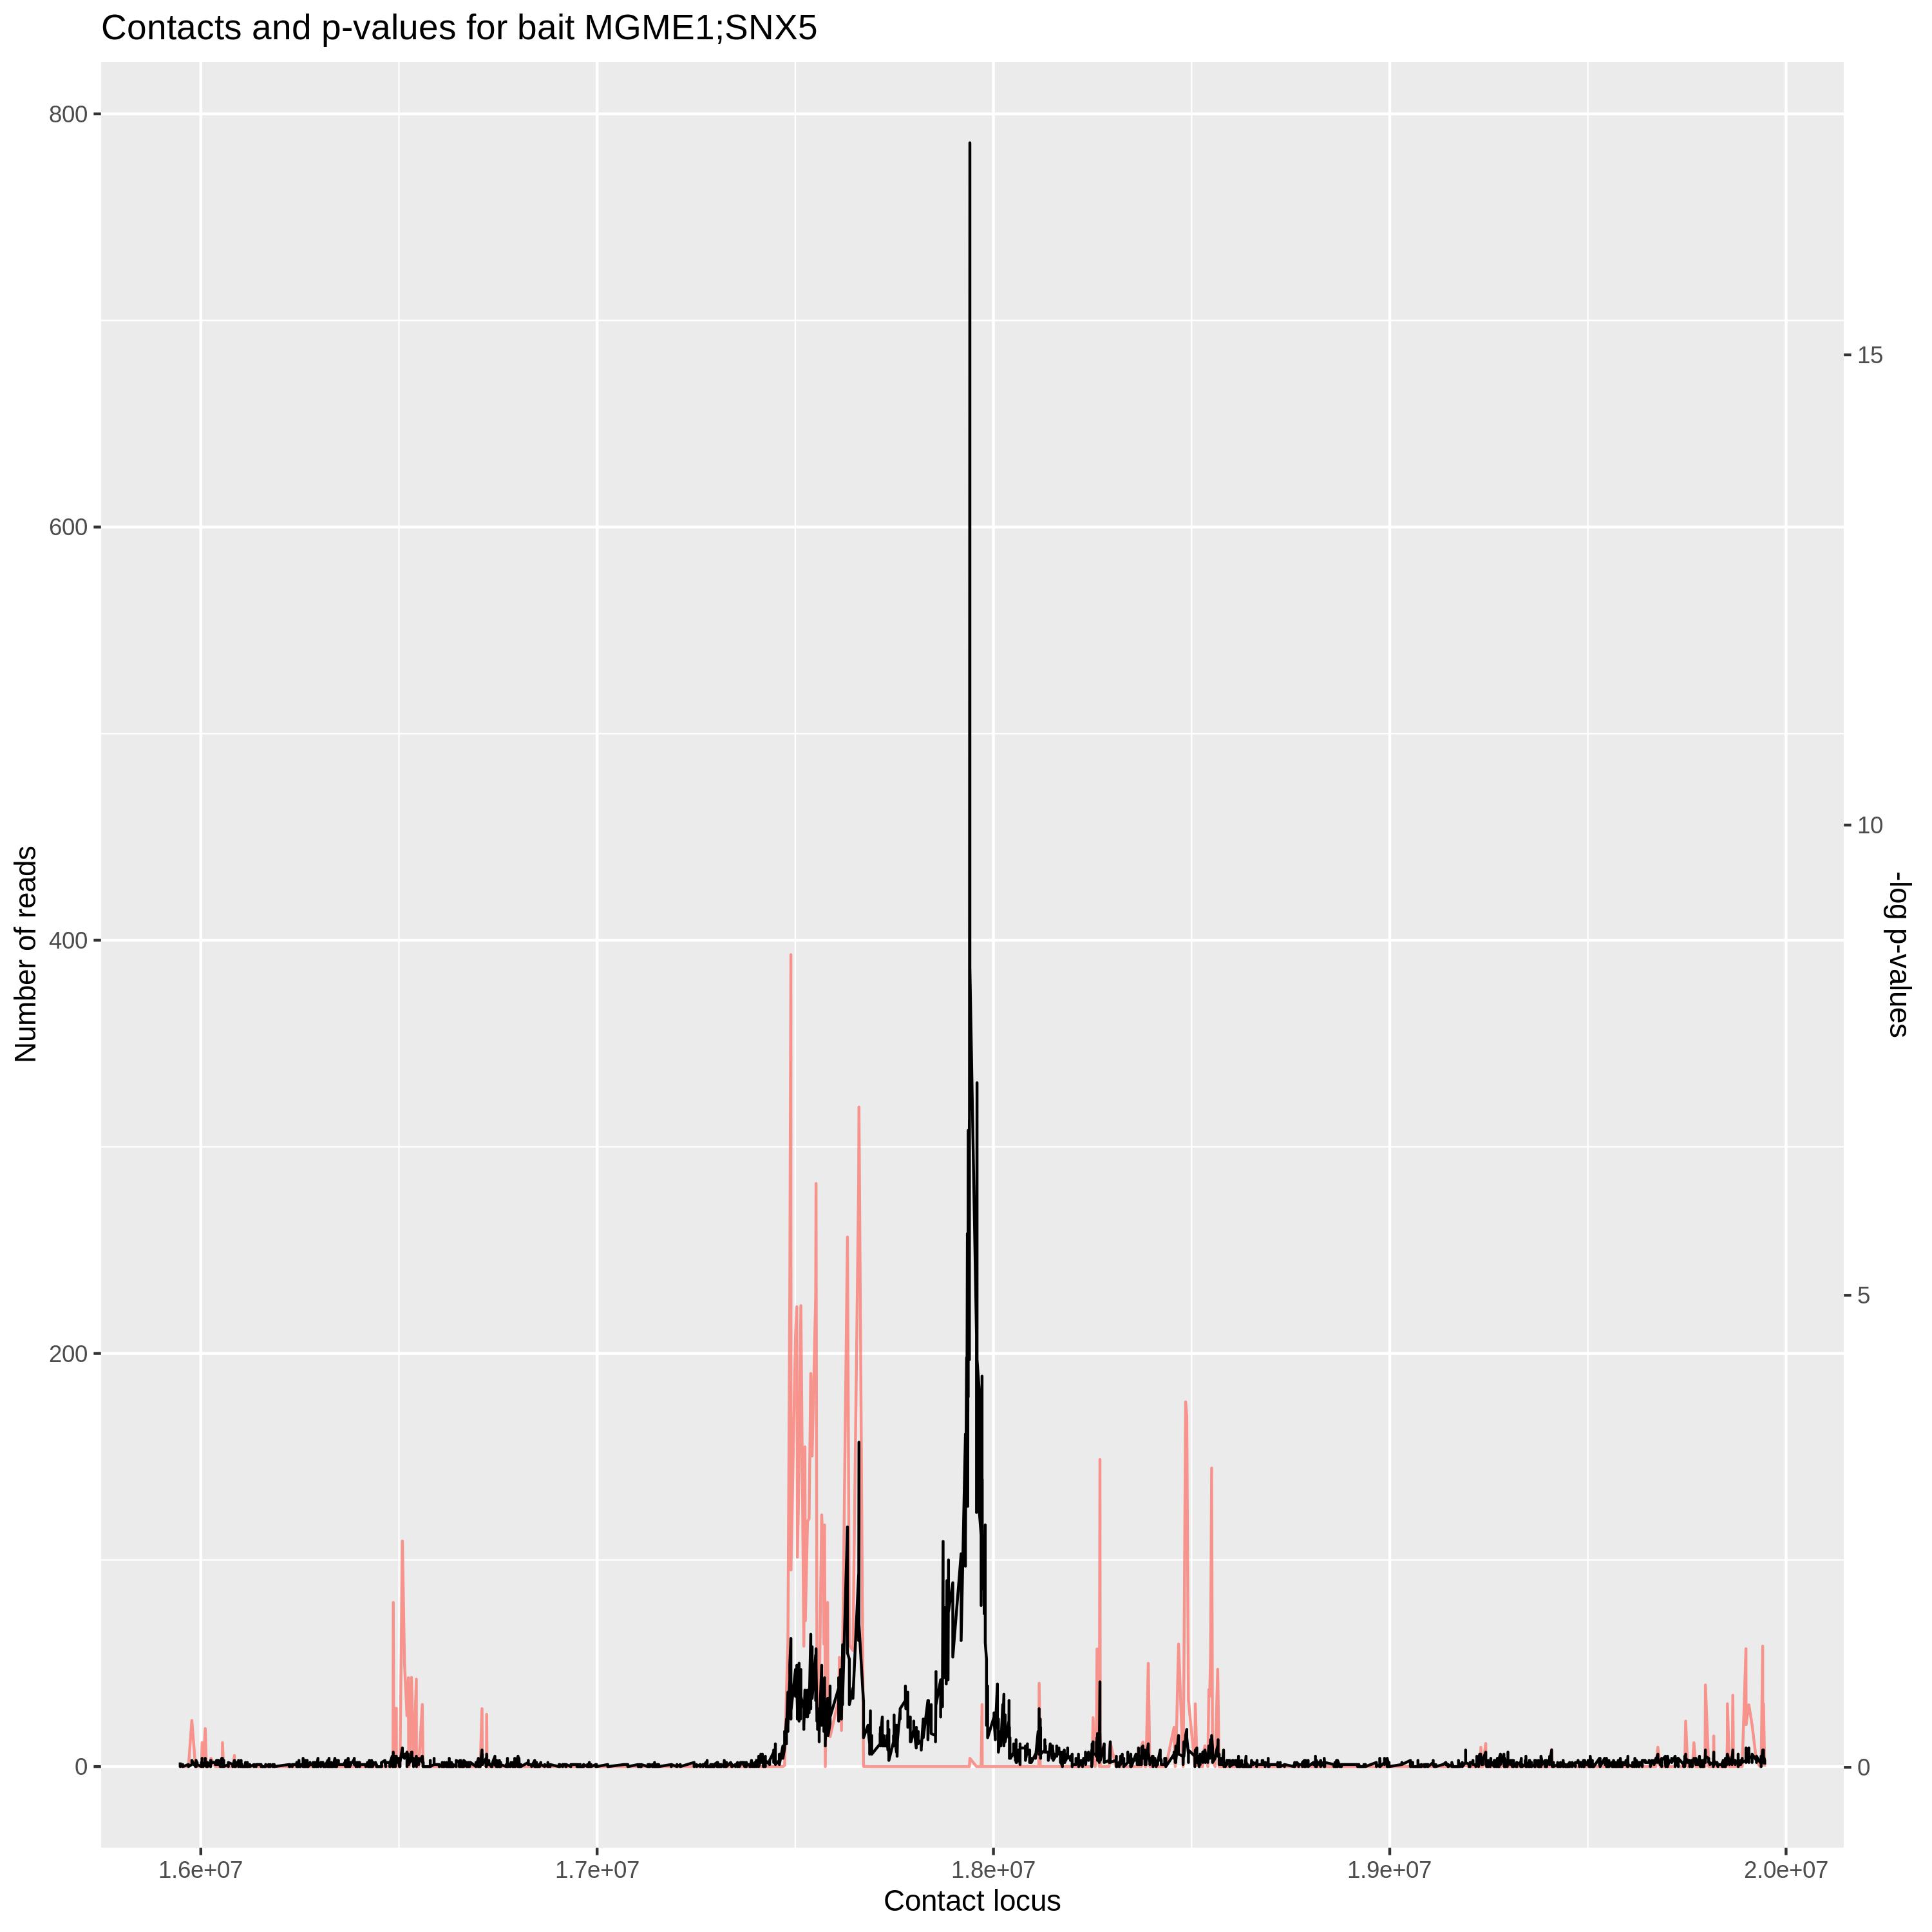 Contacts and p-values for bait MGME1;SNX5
800
600
400
200
0
Number of reads
15
10
5
0
-log p-values
1.6e+07
1.7e+07
1.8e+07
1.9e+07
2.0e+07
Contact locus